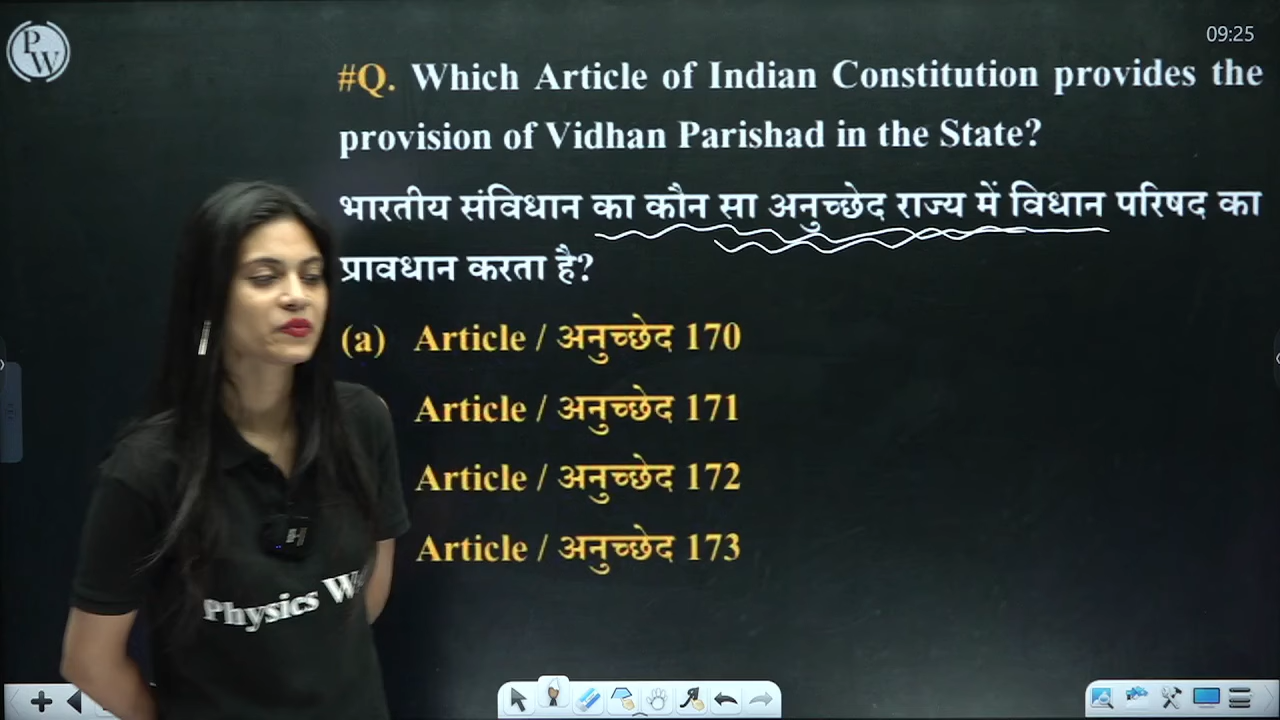 PW
09:25
#Q. Which Article of Indian Constitution provides the
provision of Vidhan Parishad in the State?
भारतीय संविधान का कौन सा अनुच्छेद राज्य में विधान परिषद का
प्रावधान करता है?
(a) Article / अनुच्छेद 170
Article / अनुच्छेद 171
Article / अनुच्छेद 172
Article / अनुच्छेद 173
Physics W